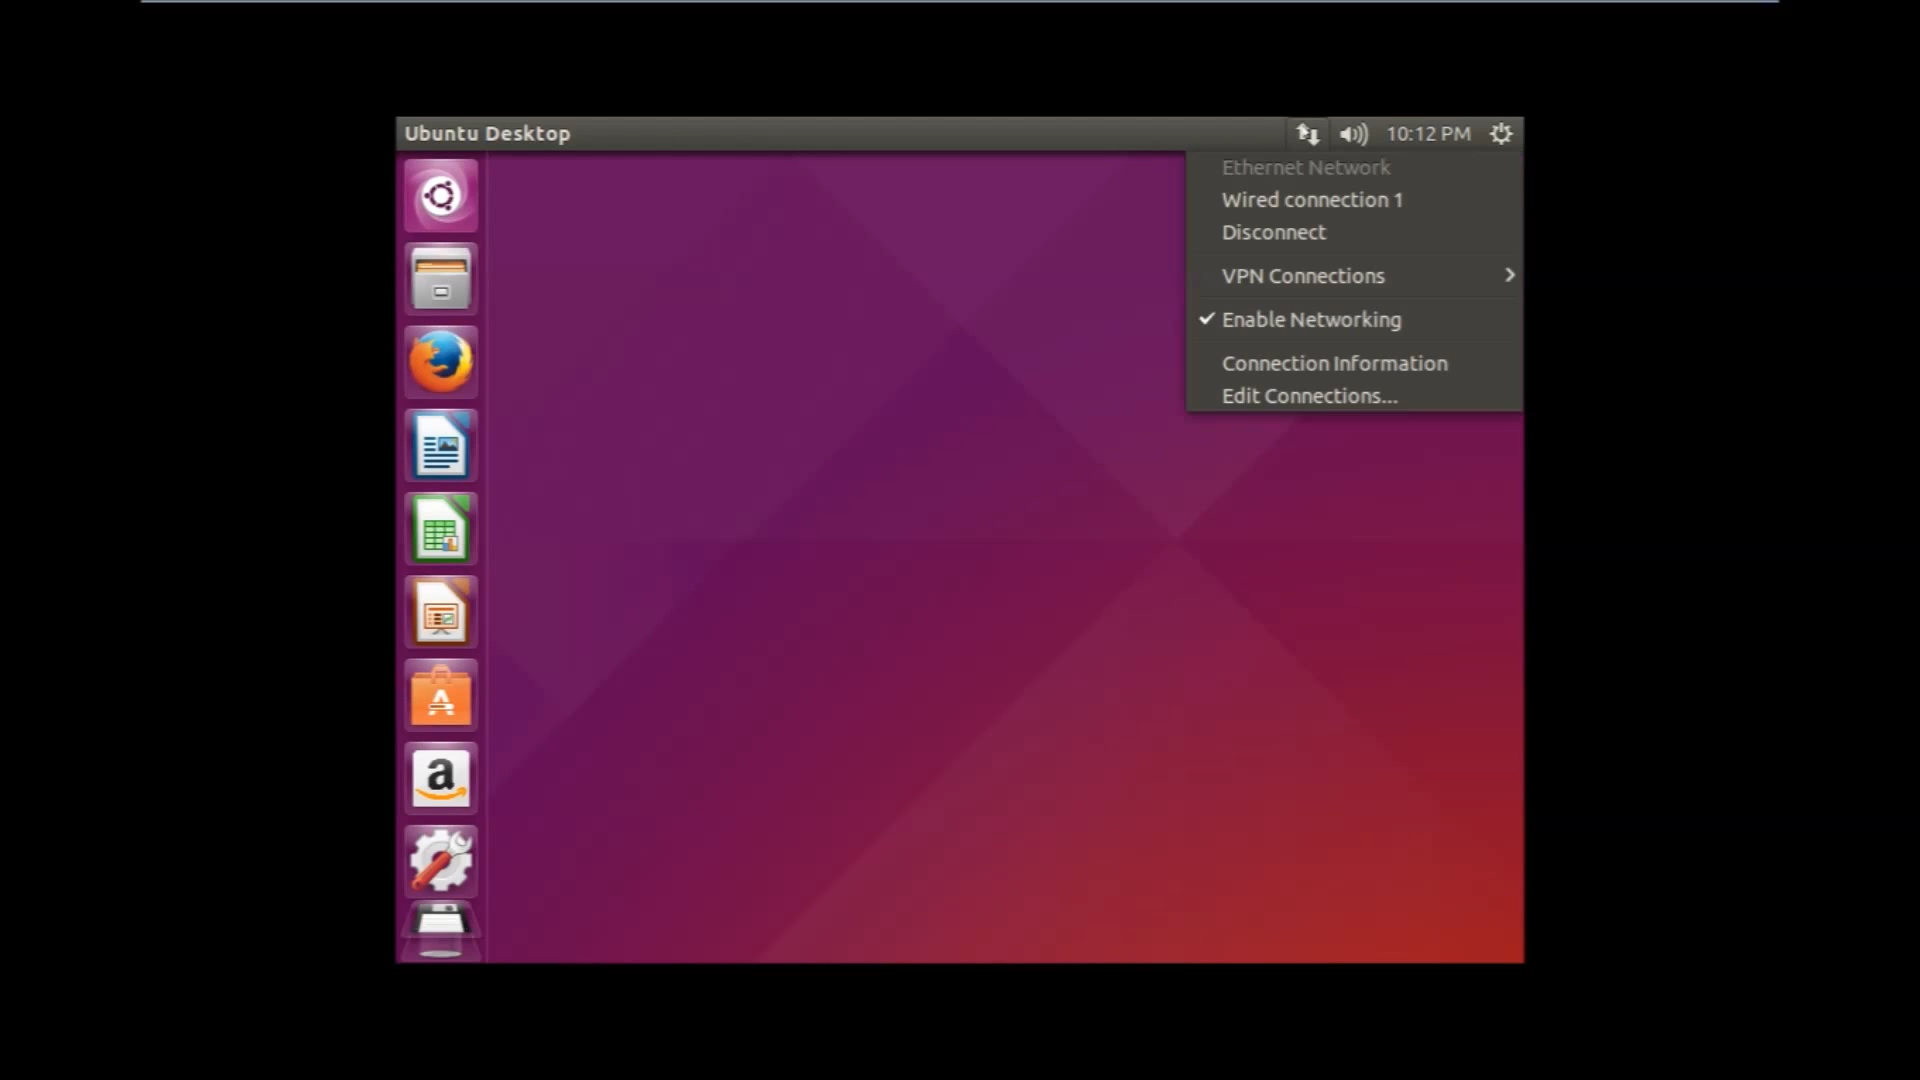 Ubuntu Desktop
10:12 PM
Ethernet Network
Wired connection 1
Disconnect
VPN Connections
Enable Networking
Connection Information
Edit Connections...